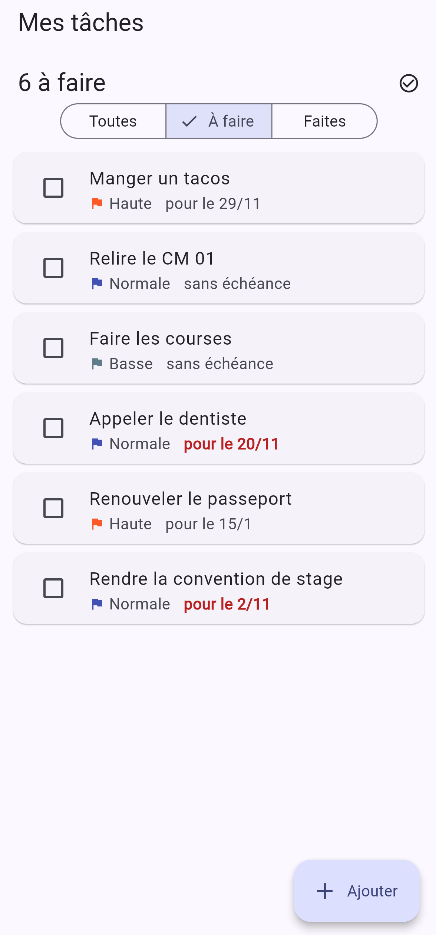 Mes tâches
6 à faire
Toutes
À faire
Faites
Manger un tacos
Haute pour le 29/11
Relire le CM 01
Normale sans échéance
Faire les courses
Basse sans échéance
Appeler le dentiste
Normale pour le 20/11
Renouveler le passeport
Haute pour le 15/1
Rendre la convention de stage
Normale pour le 2/11
Ajouter